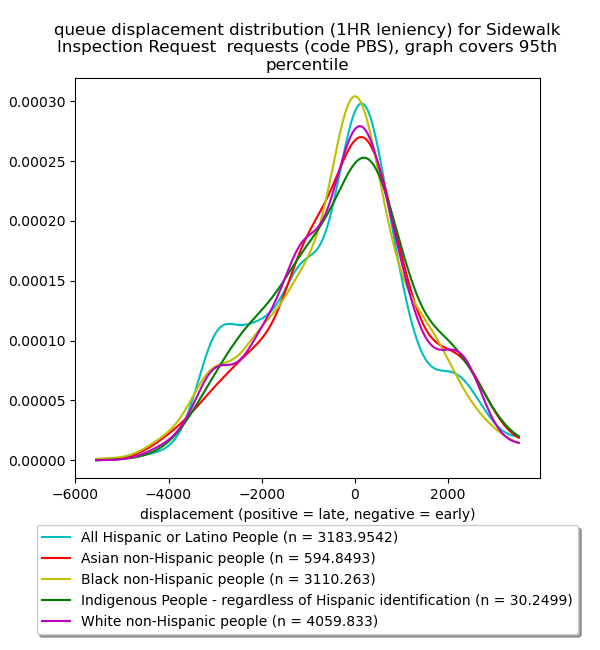 queue displacement distribution (1HR leniency) for Sidewalk
Inspection Request  requests (code PBS), graph covers 95th
percentile
0.00030
0.00025
0.00020
0.00015
0.00010
0.00005
0.00000
−6000 −4000 −2000 0 2000
displacement (positive = late, negative = early)
All Hispanic or Latino People (n = 3183.9542)
Asian non-Hispanic people (n = 594.8493)
Black non-Hispanic people (n = 3110.263)
Indigenous People - regardless of Hispanic identification (n = 30.2499)
White non-Hispanic people (n = 4059.833)